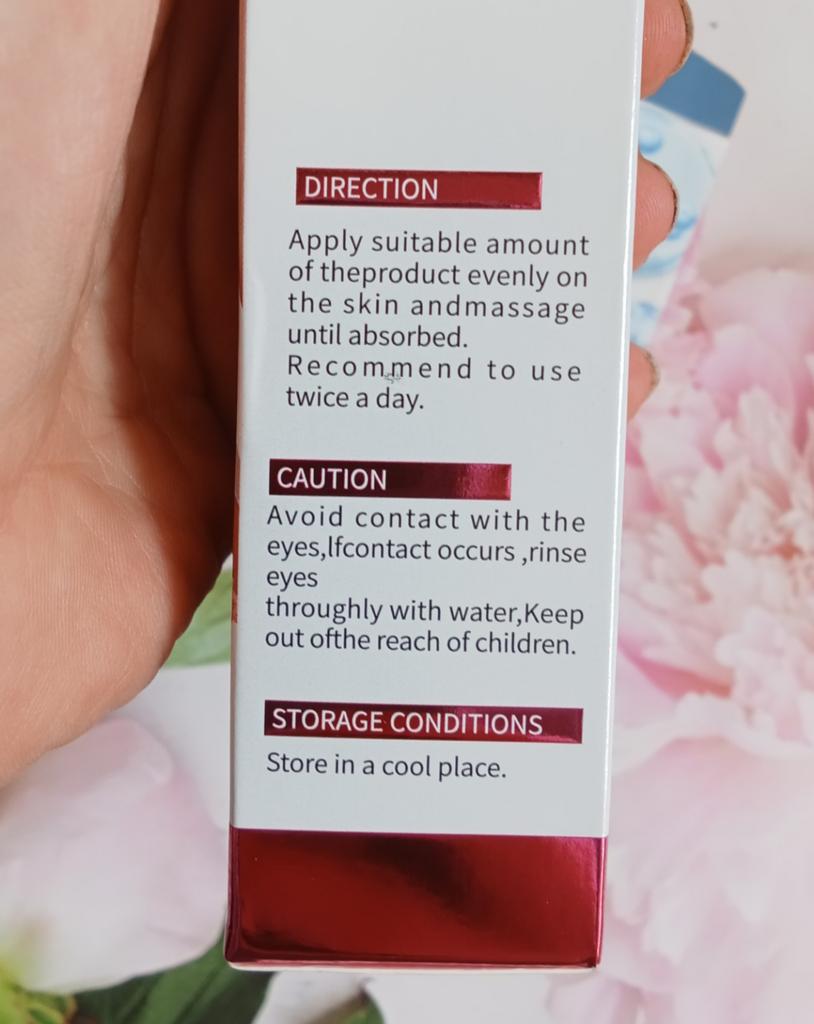 DIRECTION
Apply suitable amount
of theproduct evenly on
the skin andmassage
until absorbed.
Recommend to use
twice a day.
CAUTION
Avoid contact with the
eyes,lfcontact occurs ,rinse
eyes
throughly with water,Keep
out ofthe reach of children.
STORAGE CONDITIONS
Store in a cool place.